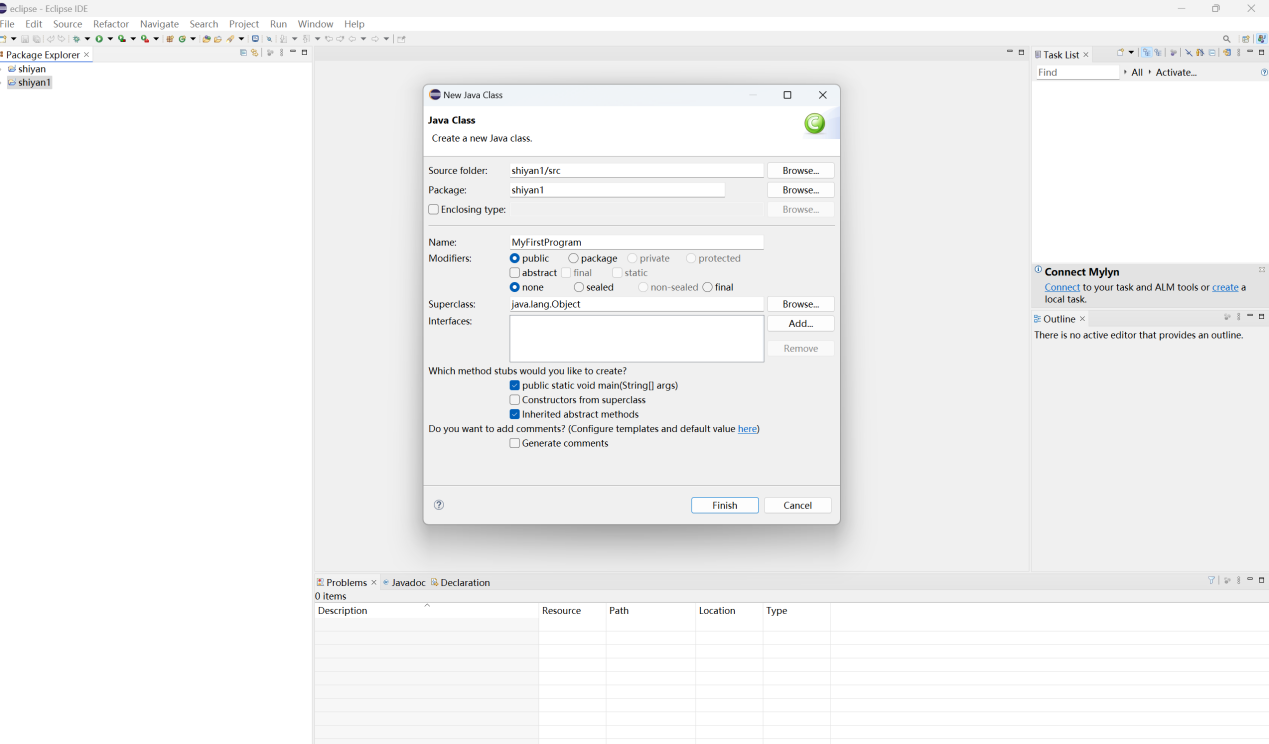 eclipse - Eclipse IDE
File Edit Source Refactor Navigate Search Project Run Window Help
Package Explorer
shiyan
shiyan1
New Java Class
Java Class
Create a new Java class.
Source folder: shiyan1/src Browse...
Package: shiyan1 Browse...
Enclosing type: Browse...
Name: MyFirstProgram
Modifiers: public package private protected
abstract final static
none sealed non-sealed final
Superclass: java.lang.Object Browse...
Interfaces: Add...
Remove
Which method stubs would you like to create?
public static void main(String[] args)
Constructors from superclass
Inherited abstract methods
Do you want to add comments? (Configure templates and default value here)
Generate comments
Finish Cancel
Task List
Find All Activate...
Connect Mylyn
Connect to your task and ALM tools or create a
local task.
Outline
There is no active editor that provides an outline.
Problems Javadoc Declaration
0 items
Description Resource Path Location Type